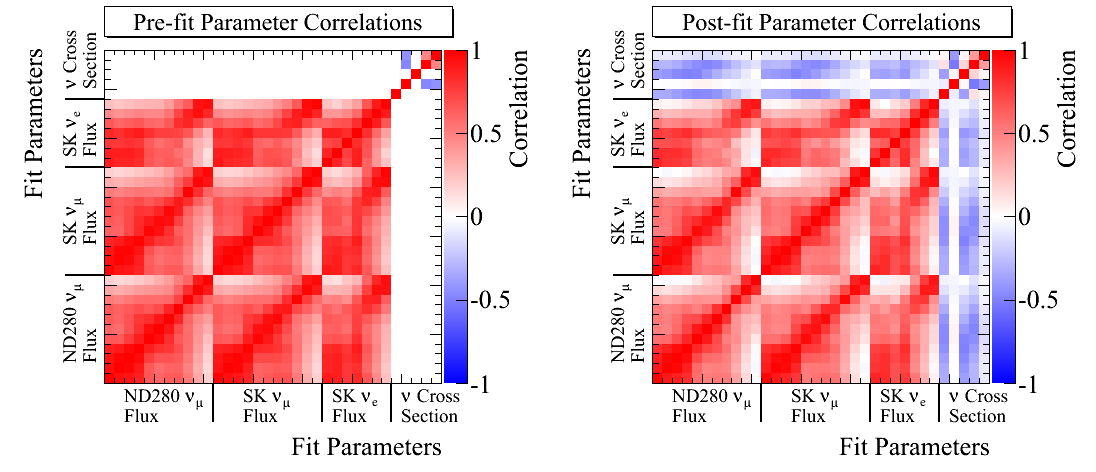 Pre-fit Parameter Correlations
Fit Parameters
ν Cross
Section
SK νe
Flux
SK νμ
Flux
ND280 νμ
Flux
1
0.5
0
-0.5
-1
Correlation
ND280 νμ
Flux
SK νμ
Flux
SK νe
Flux
ν Cross
Section
Fit Parameters
Post-fit Parameter Correlations
Fit Parameters
ν Cross
Section
SK νe
Flux
SK νμ
Flux
ND280 νμ
Flux
1
0.5
0
-0.5
-1
Correlation
ND280 νμ
Flux
SK νμ
Flux
SK νe
Flux
ν Cross
Section
Fit Parameters